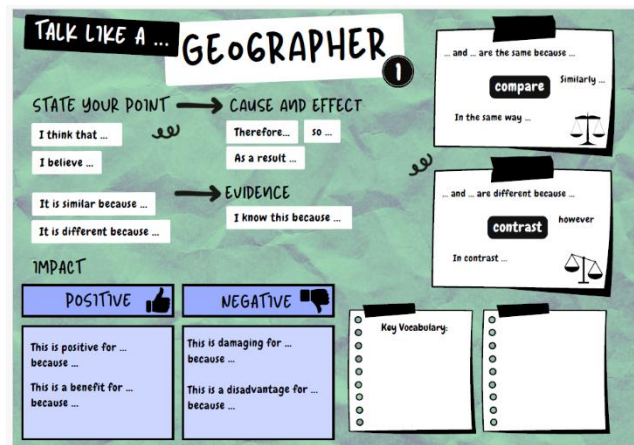 TALK LIKE A ...
GEOGRAPHER
1
STATE YOUR POINT
I think that ...
I believe ...
It is similar because ...
It is different because ...
CAUSE AND EFFECT
Therefore...
so ...
As a result ...
EVIDENCE
I know this because ...
IMPACT
POSITIVE
This is positive for ...
because ...
This is a benefit for ...
because ...
NEGATIVE
This is damaging for ...
because ...
This is a disadvantage for ...
because ...
... and ... are the same because ...
compare
Similarly ...
In the same way ...
... and ... are different because ...
contrast
however
In contrast ...
Key Vocabulary: